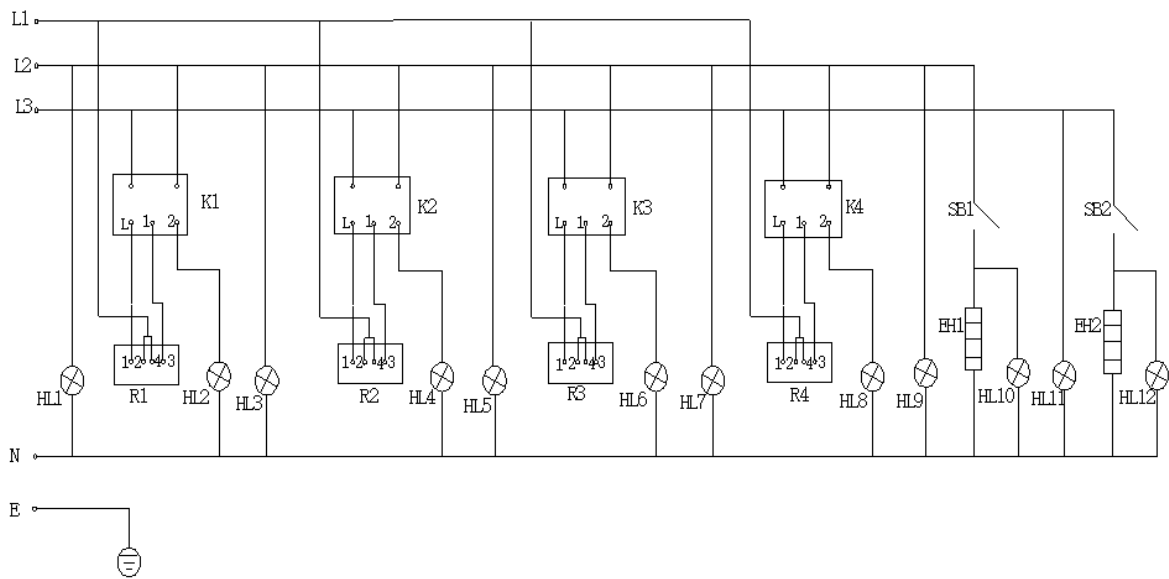 L1
L2
L3
K1
K2
K3
K4
L 1 2
L 1 2
L 1 2
L 1 2
SB1
SB2
EH1
EH2
1 2 4 3
1 2 4 3
1 2 4 3
1 2 4 3
R1
R2
R3
R4
HL1
HL2
HL3
HL4
HL5
HL6
HL7
HL8
HL9
HL10
HL11
HL12
N
E